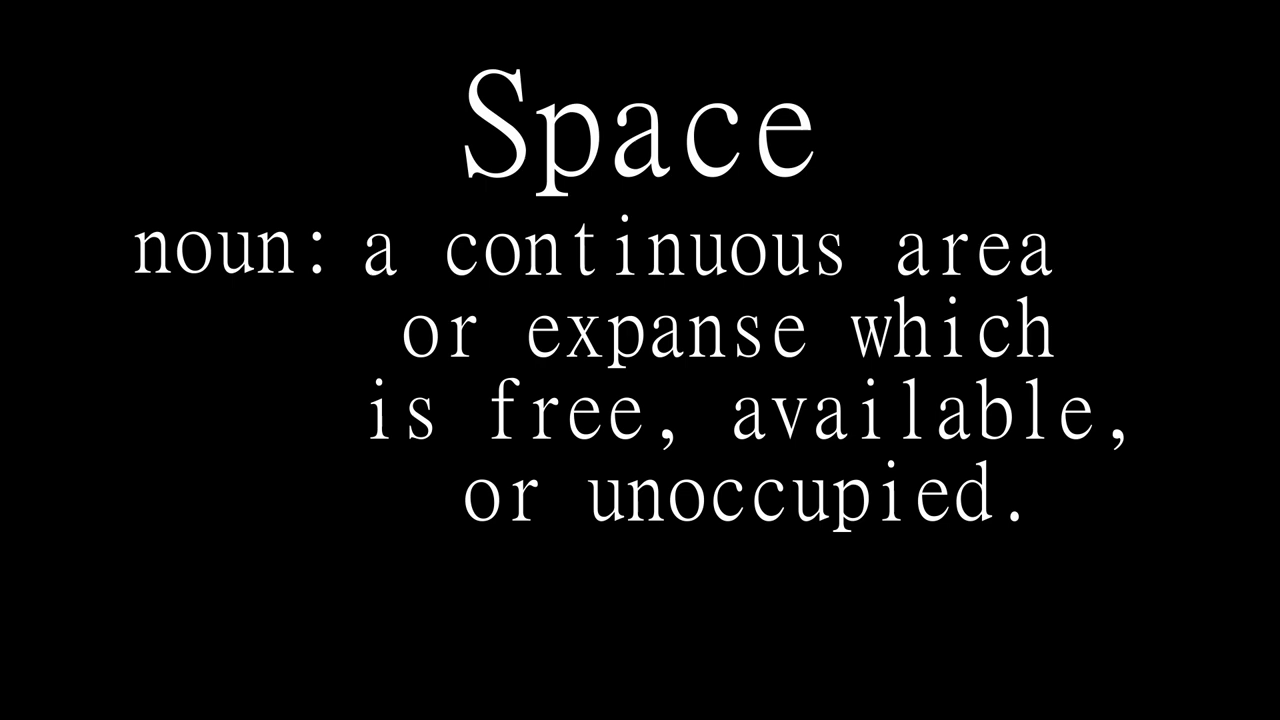 Space
noun: a continuous area
or expanse which
is free, available,
or unoccupied.